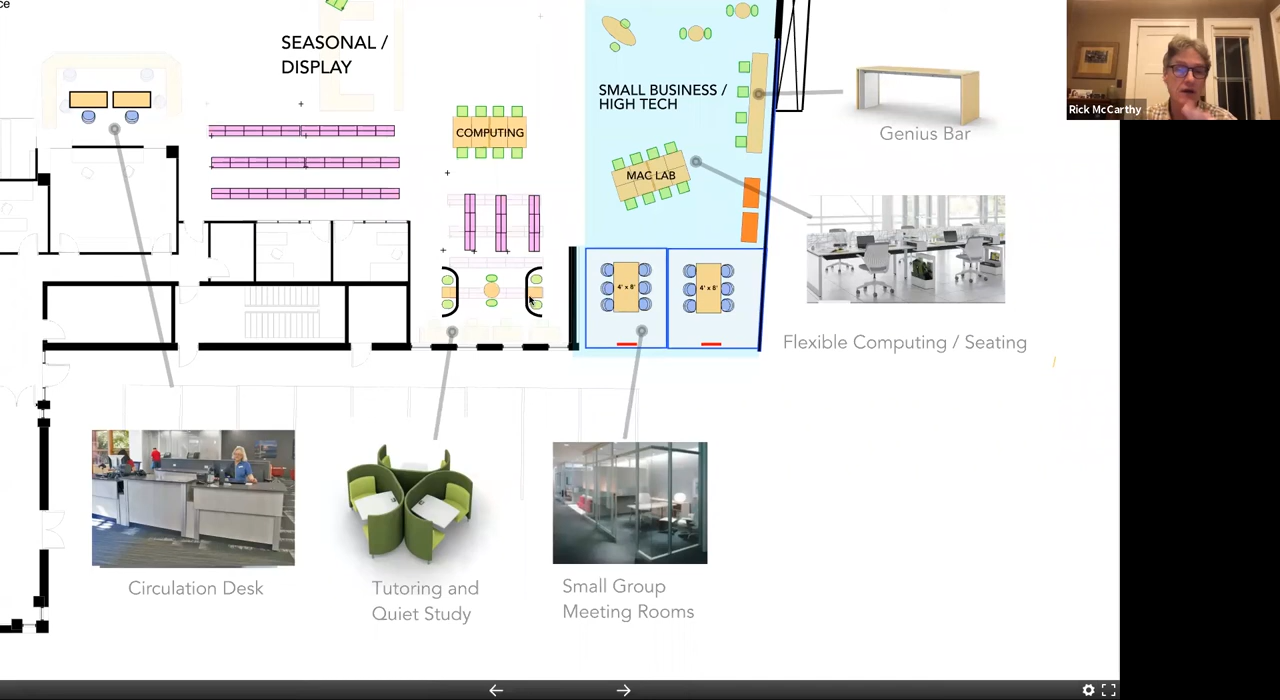 ce
SEASONAL /
DISPLAY
COMPUTING
SMALL BUSINESS /
HIGH TECH
MAC LAB
4' x 8'
4' x 8'
Genius Bar
Rick McCarthy
Flexible Computing / Seating
Circulation Desk
Tutoring and
Quiet Study
Small Group
Meeting Rooms